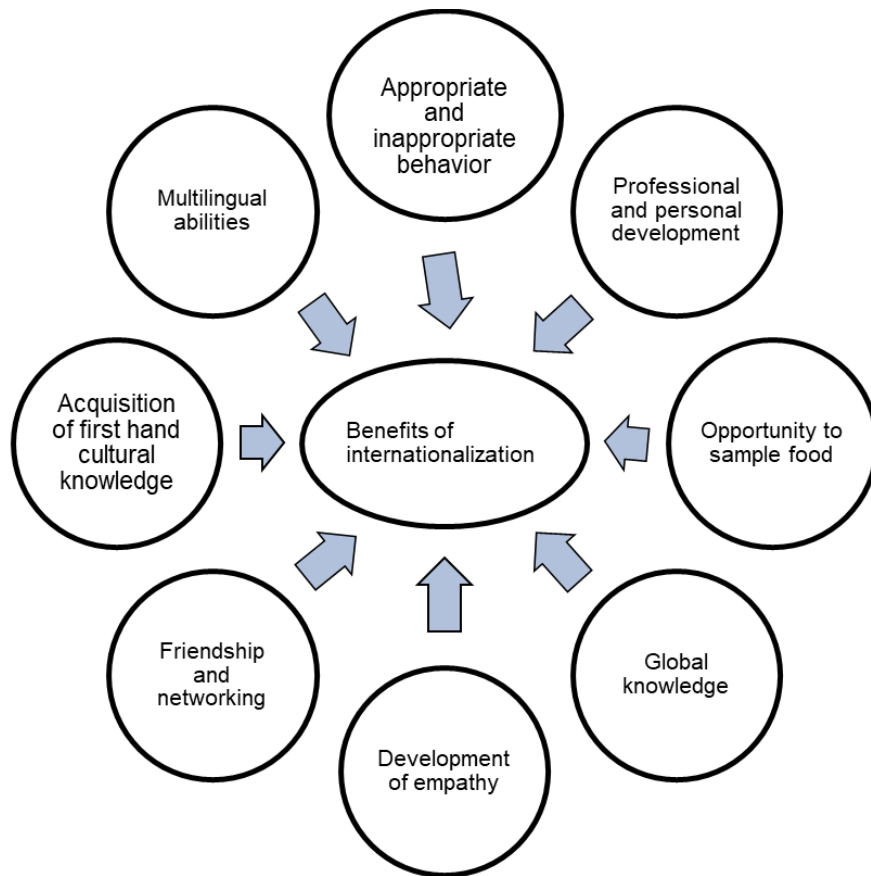 Appropriate
and
inappropriate
behavior
Professional
and personal
development
Opportunity to
sample food
Global
knowledge
Development
of empathy
Friendship
and
networking
Acquisition
of first hand
cultural
knowledge
Multilingual
abilities
Benefits of
internationalization